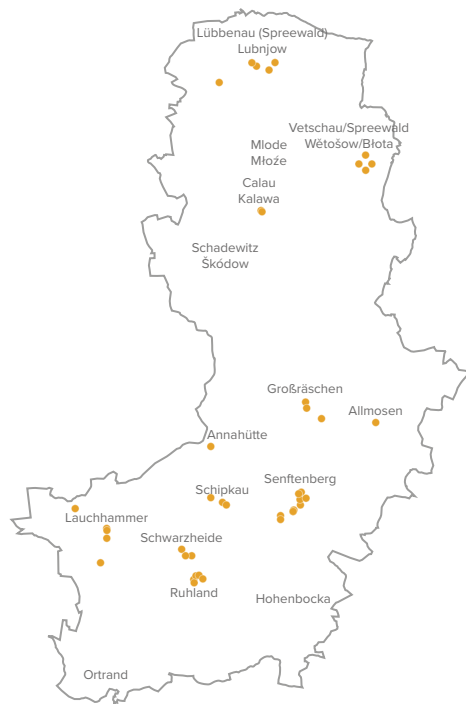 Lübbenau (Spreewald)
Lubnjow
Vetschau/Spreewald
Wětošow/Błota
Mlode
Młoźe
Calau
Kalawa
Schadewitz
Škódow
Großräschen
Allmosen
Annahütte
Schipkau
Senftenberg
Lauchhammer
Schwarzheide
Ruhland
Hohenbocka
Ortrand